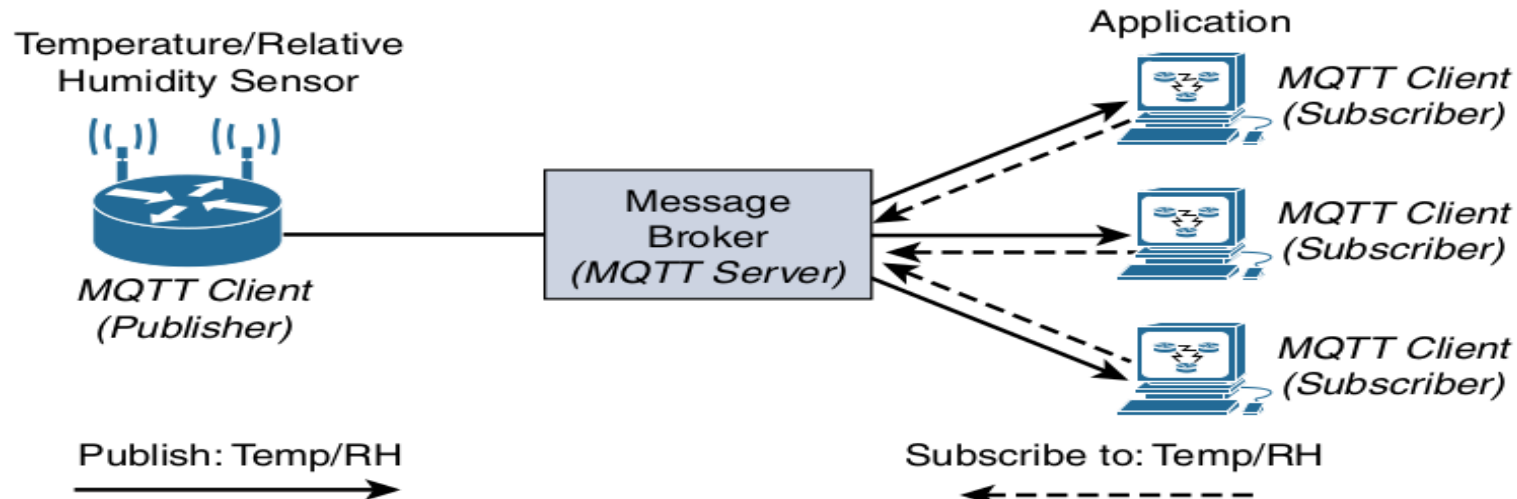 Temperature/Relative
Humidity Sensor
MQTT Client
(Publisher)
Message
Broker
(MQTT Server)
Application
MQTT Client
(Subscriber)
MQTT Client
(Subscriber)
MQTT Client
(Subscriber)
Publish: Temp/RH
Subscribe to: Temp/RH